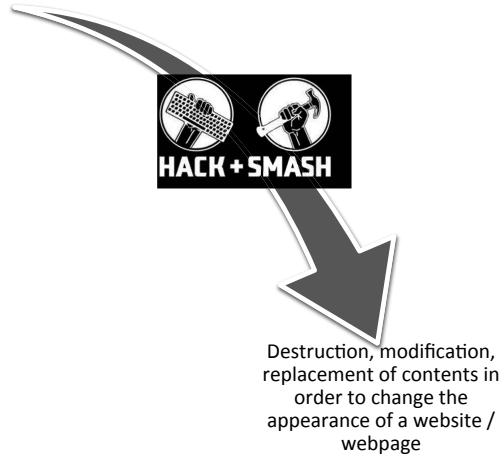 HACK + SMASH
Destruction, modification,
replacement of contents in
order to change the
appearance of a website /
webpage